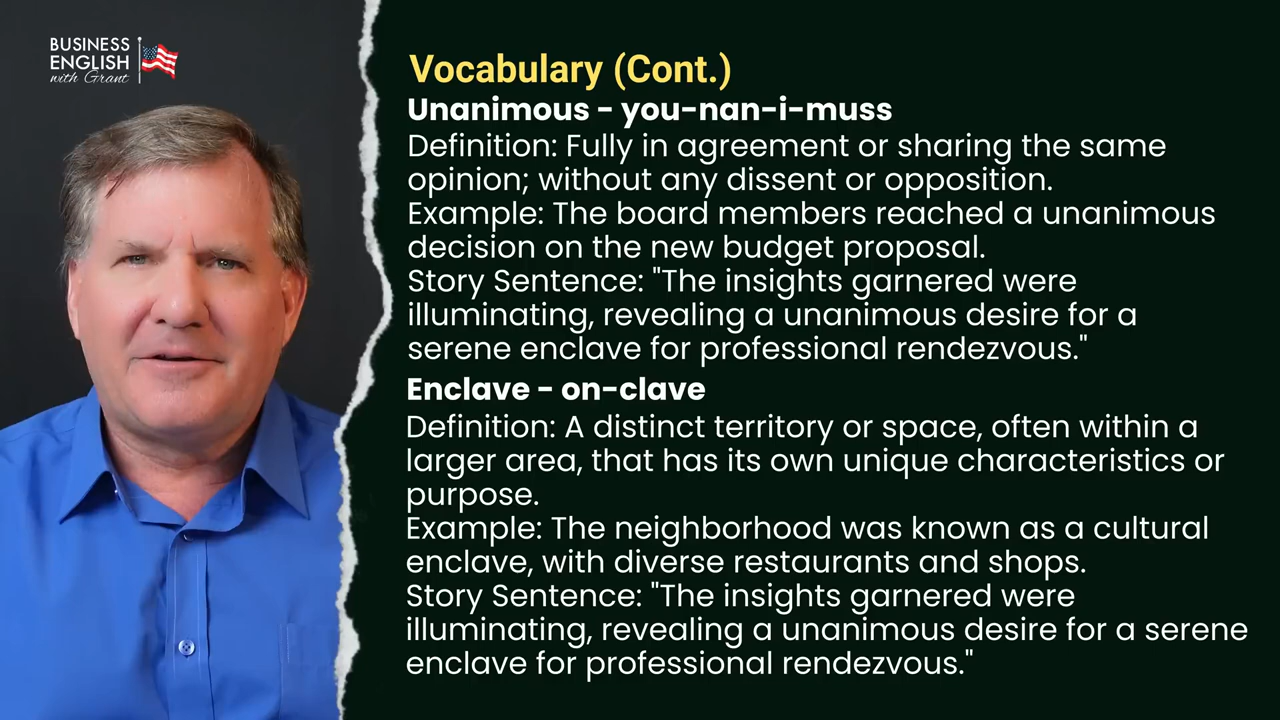 BUSINESS
ENGLISH
with Grant
Vocabulary (Cont.)
Unanimous - you-nan-i-muss
Definition: Fully in agreement or sharing the same
opinion; without any dissent or opposition.
Example: The board members reached a unanimous
decision on the new budget proposal.
Story Sentence: "The insights garnered were
illuminating, revealing a unanimous desire for a
serene enclave for professional rendezvous."
Enclave - on-clave
Definition: A distinct territory or space, often within a
larger area, that has its own unique characteristics or
purpose.
Example: The neighborhood was known as a cultural
enclave, with diverse restaurants and shops.
Story Sentence: "The insights garnered were
illuminating, revealing a unanimous desire for a serene
enclave for professional rendezvous."